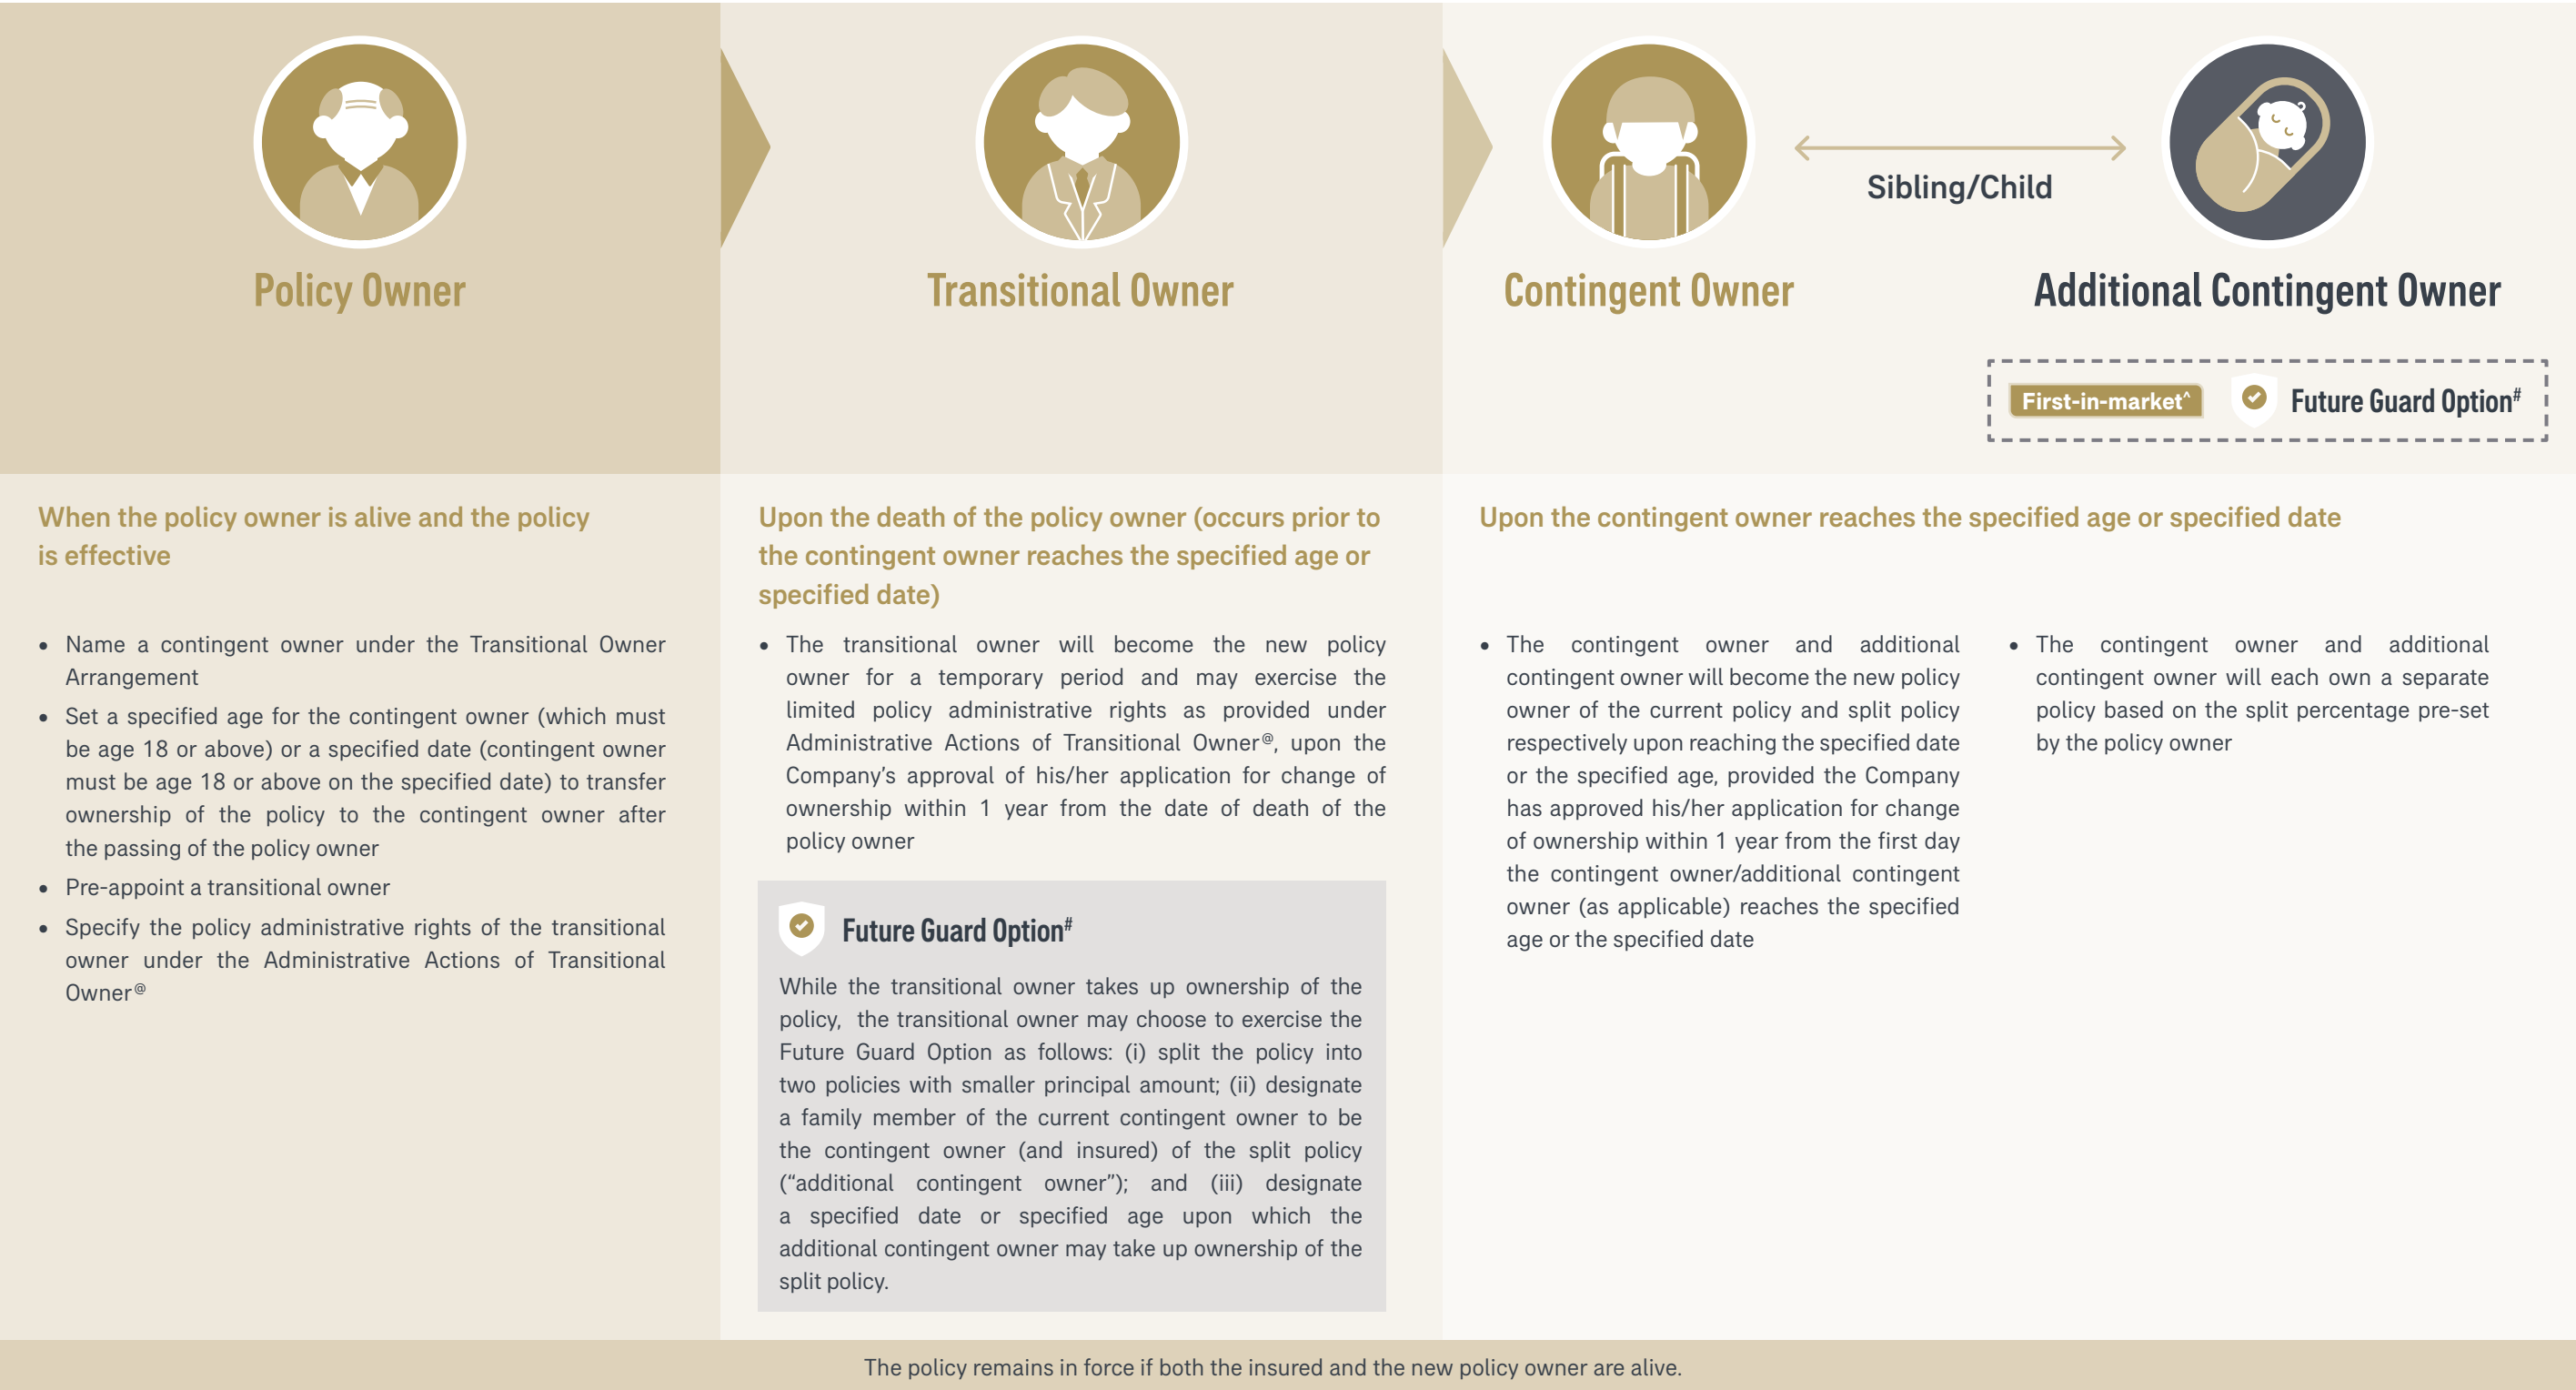 Policy Owner
When the policy owner is alive and the policy
is effective
• Name a contingent owner under the Transitional Owner
Arrangement
• Set a specified age for the contingent owner (which must
be age 18 or above) or a specified date (contingent owner
must be age 18 or above on the specified date) to transfer
ownership of the policy to the contingent owner after
the passing of the policy owner
• Pre-appoint a transitional owner
• Specify the policy administrative rights of the transitional
owner under the Administrative Actions of Transitional
Owner@
Transitional Owner
Upon the death of the policy owner (occurs prior to
the contingent owner reaches the specified age or
specified date)
• The transitional owner will become the new policy
owner for a temporary period and may exercise the
limited policy administrative rights as provided under
Administrative Actions of Transitional Owner@, upon the
Company's approval of his/her application for change of
ownership within 1 year from the date of death of the
policy owner
Future Guard Option#
While the transitional owner takes up ownership of the
policy, the transitional owner may choose to exercise the
Future Guard Option as follows: (i) split the policy into
two policies with smaller principal amount; (ii) designate
a family member of the current contingent owner to be
the contingent owner (and insured) of the split policy
(“additional contingent owner”); and (iii) designate
a specified date or specified age upon which the
additional contingent owner may take up ownership of the
split policy.
Contingent Owner
Sibling/Child
Additional Contingent Owner
First-in-market^
Future Guard Option#
Upon the contingent owner reaches the specified age or specified date
• The contingent owner and additional
contingent owner will become the new policy
owner of the current policy and split policy
respectively upon reaching the specified date
or the specified age, provided the Company
has approved his/her application for change
of ownership within 1 year from the first day
the contingent owner/additional contingent
owner (as applicable) reaches the specified
age or the specified date
• The contingent owner and additional
contingent owner will each own a separate
policy based on the split percentage pre-set
by the policy owner
The policy remains in force if both the insured and the new policy owner are alive.